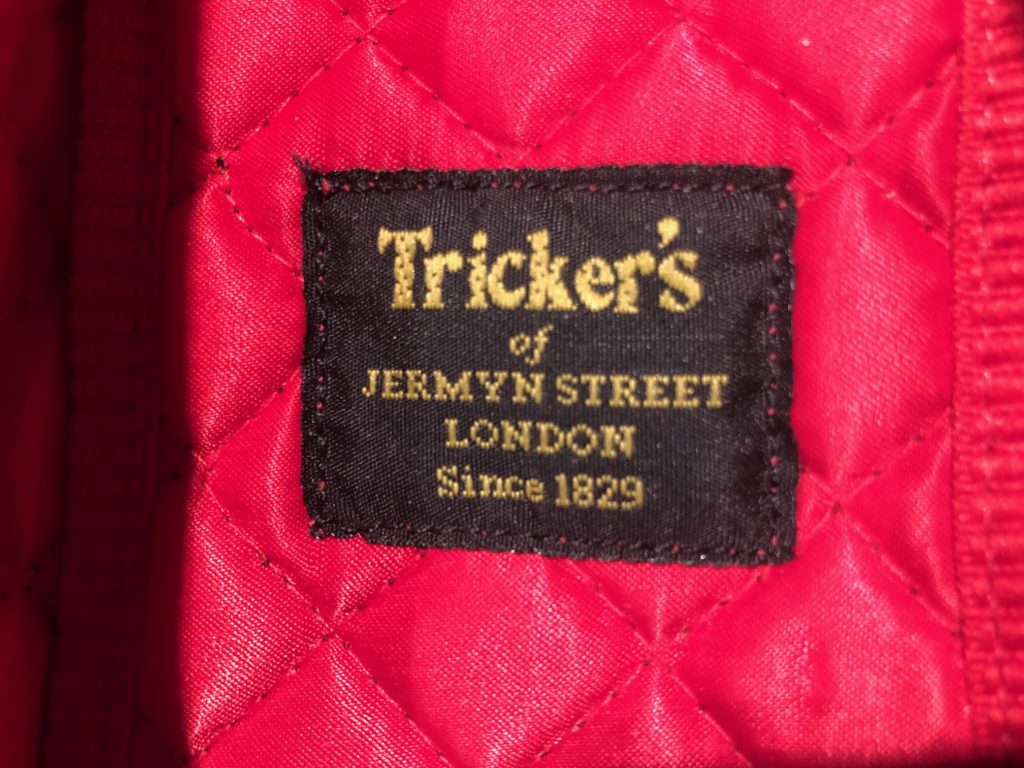 Tricker's
of
JERMYN STREET
LONDON
Since 1829